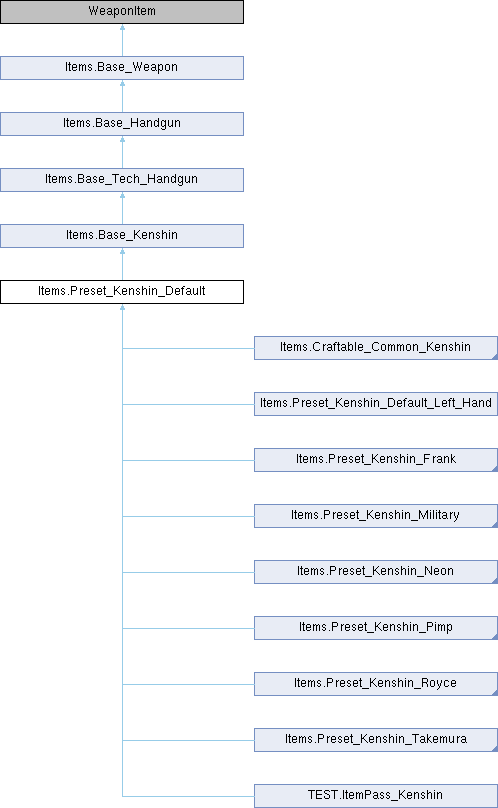 WeaponItem
Items.Base_Weapon
Items.Base_Handgun
Items.Base_Tech_Handgun
Items.Base_Kenshin
Items.Preset_Kenshin_Default
Items.Craftable_Common_Kenshin
Items.Preset_Kenshin_Default_Left_Hand
Items.Preset_Kenshin_Frank
Items.Preset_Kenshin_Military
Items.Preset_Kenshin_Neon
Items.Preset_Kenshin_Pimp
Items.Preset_Kenshin_Royce
Items.Preset_Kenshin_Takemura
TEST.ItemPass_Kenshin